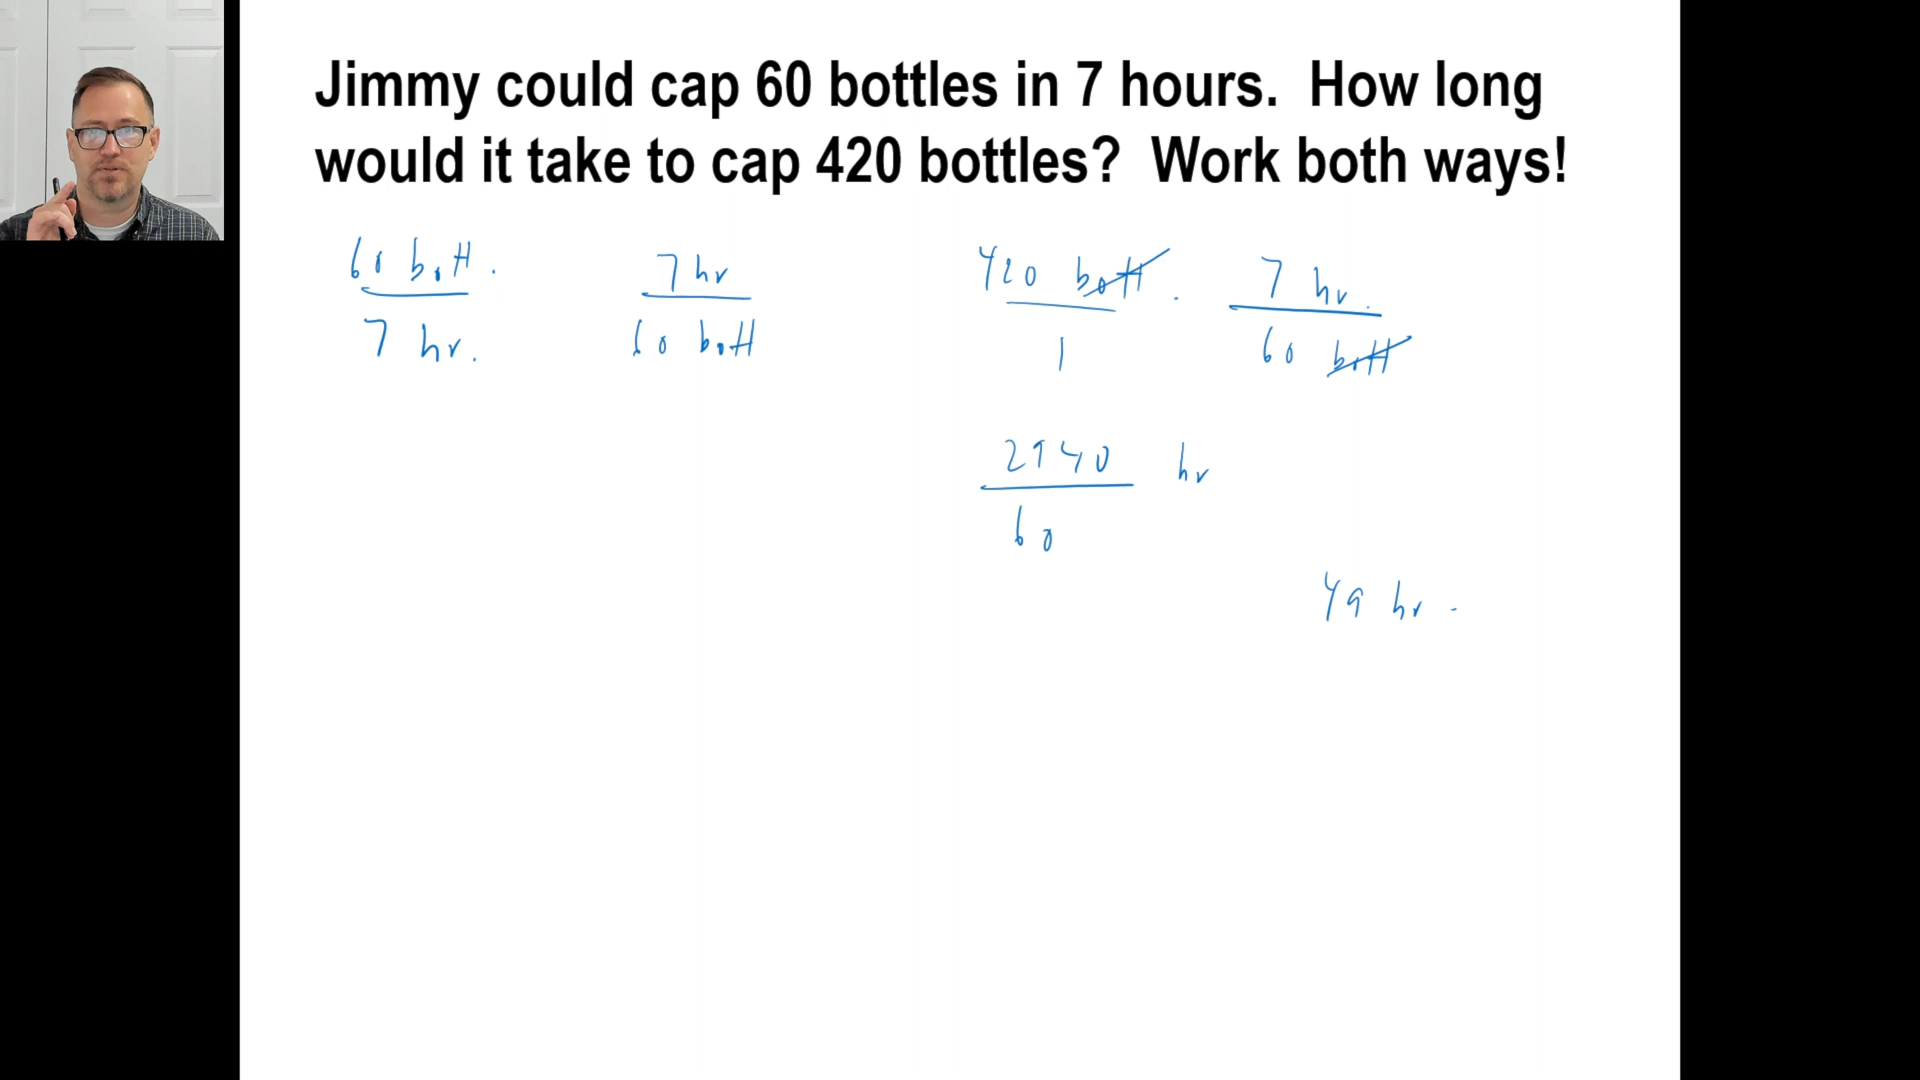 Jimmy could cap 60 bottles in 7 hours. How long
would it take to cap 420 bottles? Work both ways!
60 bott. 7 hr 420 bott . 7 hr.
7 hr. 60 bott 1 60 bott
2940 hr
60
49 hr.